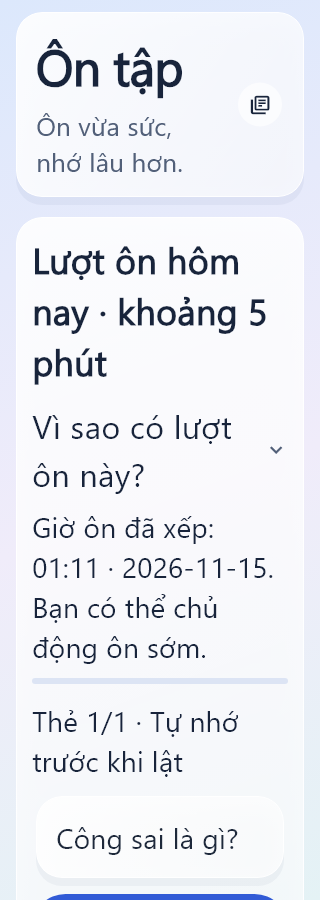 Ôn tập
Ôn vừa sức,
nhớ lâu hơn.
Lượt ôn hôm
nay · khoảng 5
phút
Vì sao có lượt
ôn này?
Giờ ôn đã xếp:
01:11 · 2026-11-15.
Bạn có thể chủ
động ôn sớm.
Thẻ 1/1 · Tự nhớ
trước khi lật
Công sai là gì?